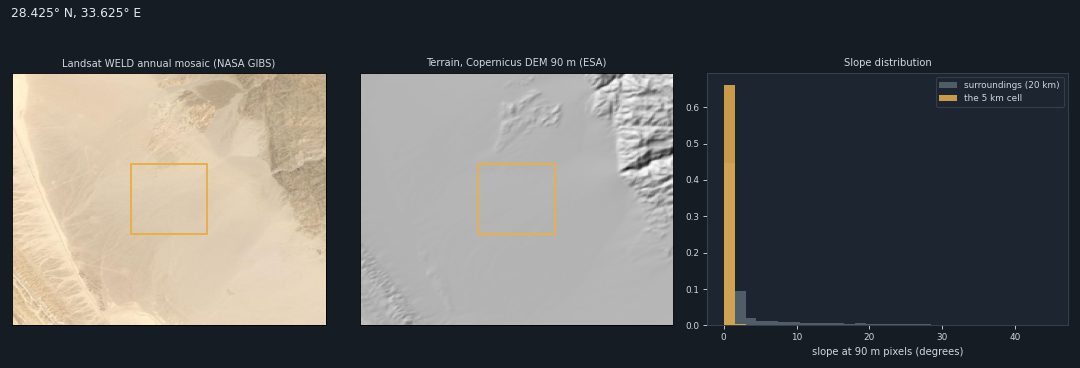 28.425° N, 33.625° E
Landsat WELD annual mosaic (NASA GIBS)
Terrain, Copernicus DEM 90 m (ESA)
Slope distribution
surroundings (20 km)
the 5 km cell
0.6
0.5
0.4
0.3
0.2
0.1
0.0
0 10 20 30 40
slope at 90 m pixels (degrees)